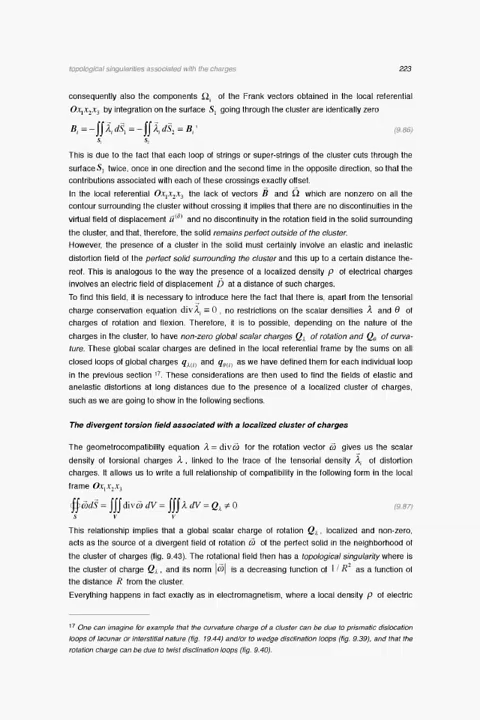 topological singularities associated with the charges 223
consequently also the components Ω⃗ᵢ of the Frank vectors obtained in the local referential
Ox₁x₂x₃ by integration on the surface S₁ going through the cluster are identically zero
Bᵢ = −∬ λ⃗ᵢ dS⃗₁ = −∬ λ⃗ᵢ dS⃗₂ = Bᵢ (9.86)
S₁ S₂
This is due to the fact that each loop of strings or super-strings of the cluster cuts through the
surface S₁ twice, once in one direction and the second time in the opposite direction, so that the
contributions associated with each of these crossings exactly offset.
In the local referential Ox₁x₂x₃ the lack of vectors B⃗ and Ω⃗ which are nonzero on all the
contour surrounding the cluster without crossing it implies that there are no discontinuities in the
virtual field of displacement u⃗⁽ᵟ⁾ and no discontinuity in the rotation field in the solid surrounding
the cluster, and that, therefore, the solid remains perfect outside of the cluster.
However, the presence of a cluster in the solid must certainly involve an elastic and inelastic
distortion field of the perfect solid surrounding the cluster and this up to a certain distance the-
reof. This is analogous to the way the presence of a localized density ρ of electrical charges
involves an electric field of displacement D⃗ at a distance of such charges.
To find this field, it is necessary to introduce here the fact that there is, apart from the tensorial
charge conservation equation div λ⃗ᵢ ≡ 0 , no restrictions on the scalar densities λ and θ of
charges of rotation and flexion. Therefore, it is to possible, depending on the nature of the
charges in the cluster, to have non-zero global scalar charges Q_λ of rotation and Q_θ of curva-
ture. These global scalar charges are defined in the local referential frame by the sums on all
closed loops of global charges q_λ(i) and q_θ(i) as we have defined them for each individual loop
in the previous section ¹⁷. These considerations are then used to find the fields of elastic and
anelastic distortions at long distances due to the presence of a localized cluster of charges,
such as we are going to show in the following sections.
The divergent torsion field associated with a localized cluster of charges
The geometrocompatibility equation λ = div ω⃗ for the rotation vector ω⃗ gives us the scalar
density of torsional charges λ , linked to the trace of the tensorial density λ⃗ᵢ of distortion
charges. It allows us to write a full relationship of compatibility in the following form in the local
frame Ox₁x₂x₃
∯ ω⃗dS⃗ = ∭ div ω⃗ dV = ∭ λ dV = Q_λ ≠ 0 (9.87)
S V V
This relationship implies that a global scalar charge of rotation Q_λ , localized and non-zero,
acts as the source of a divergent field of rotation ω⃗ of the perfect solid in the neighborhood of
the cluster of charges (fig. 9.43). The rotational field then has a topological singularity where is
the cluster of charge Q_λ , and its norm |ω⃗| is a decreasing function of 1 / R² as a function of
the distance R from the cluster.
Everything happens in fact exactly as in electromagnetism, where a local density ρ of electric
¹⁷ One can imagine for example that the curvature charge of a cluster can be due to prismatic dislocation
loops of lacunar or interstitial nature (fig. 19.44) and/or to wedge disclination loops (fig. 9.39), and that the
rotation charge can be due to twist disclination loops (fig. 9.40).